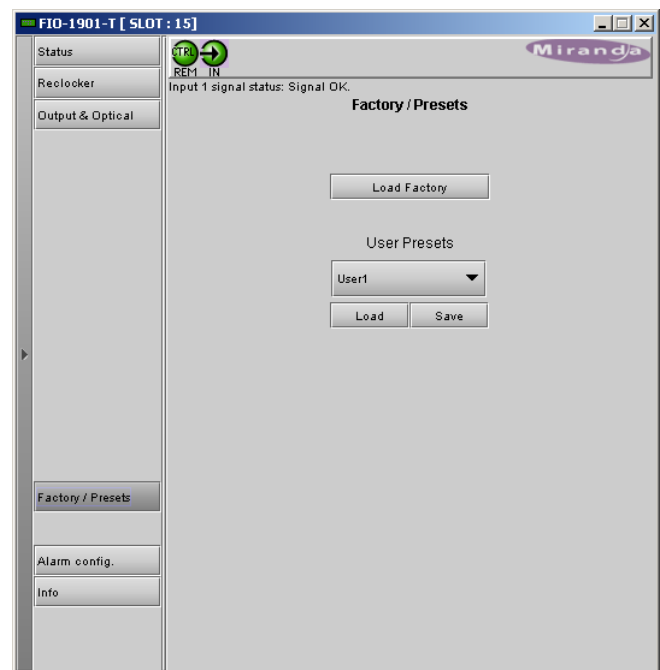 FIO-1901-T [ SLOT : 15]
Status
Reclocker
Output & Optical
Factory / Presets
Alarm config.
Info
CTRL
REM IN
Miranda
Input 1 signal status: Signal OK.
Factory / Presets
Load Factory
User Presets
User1
Load Save